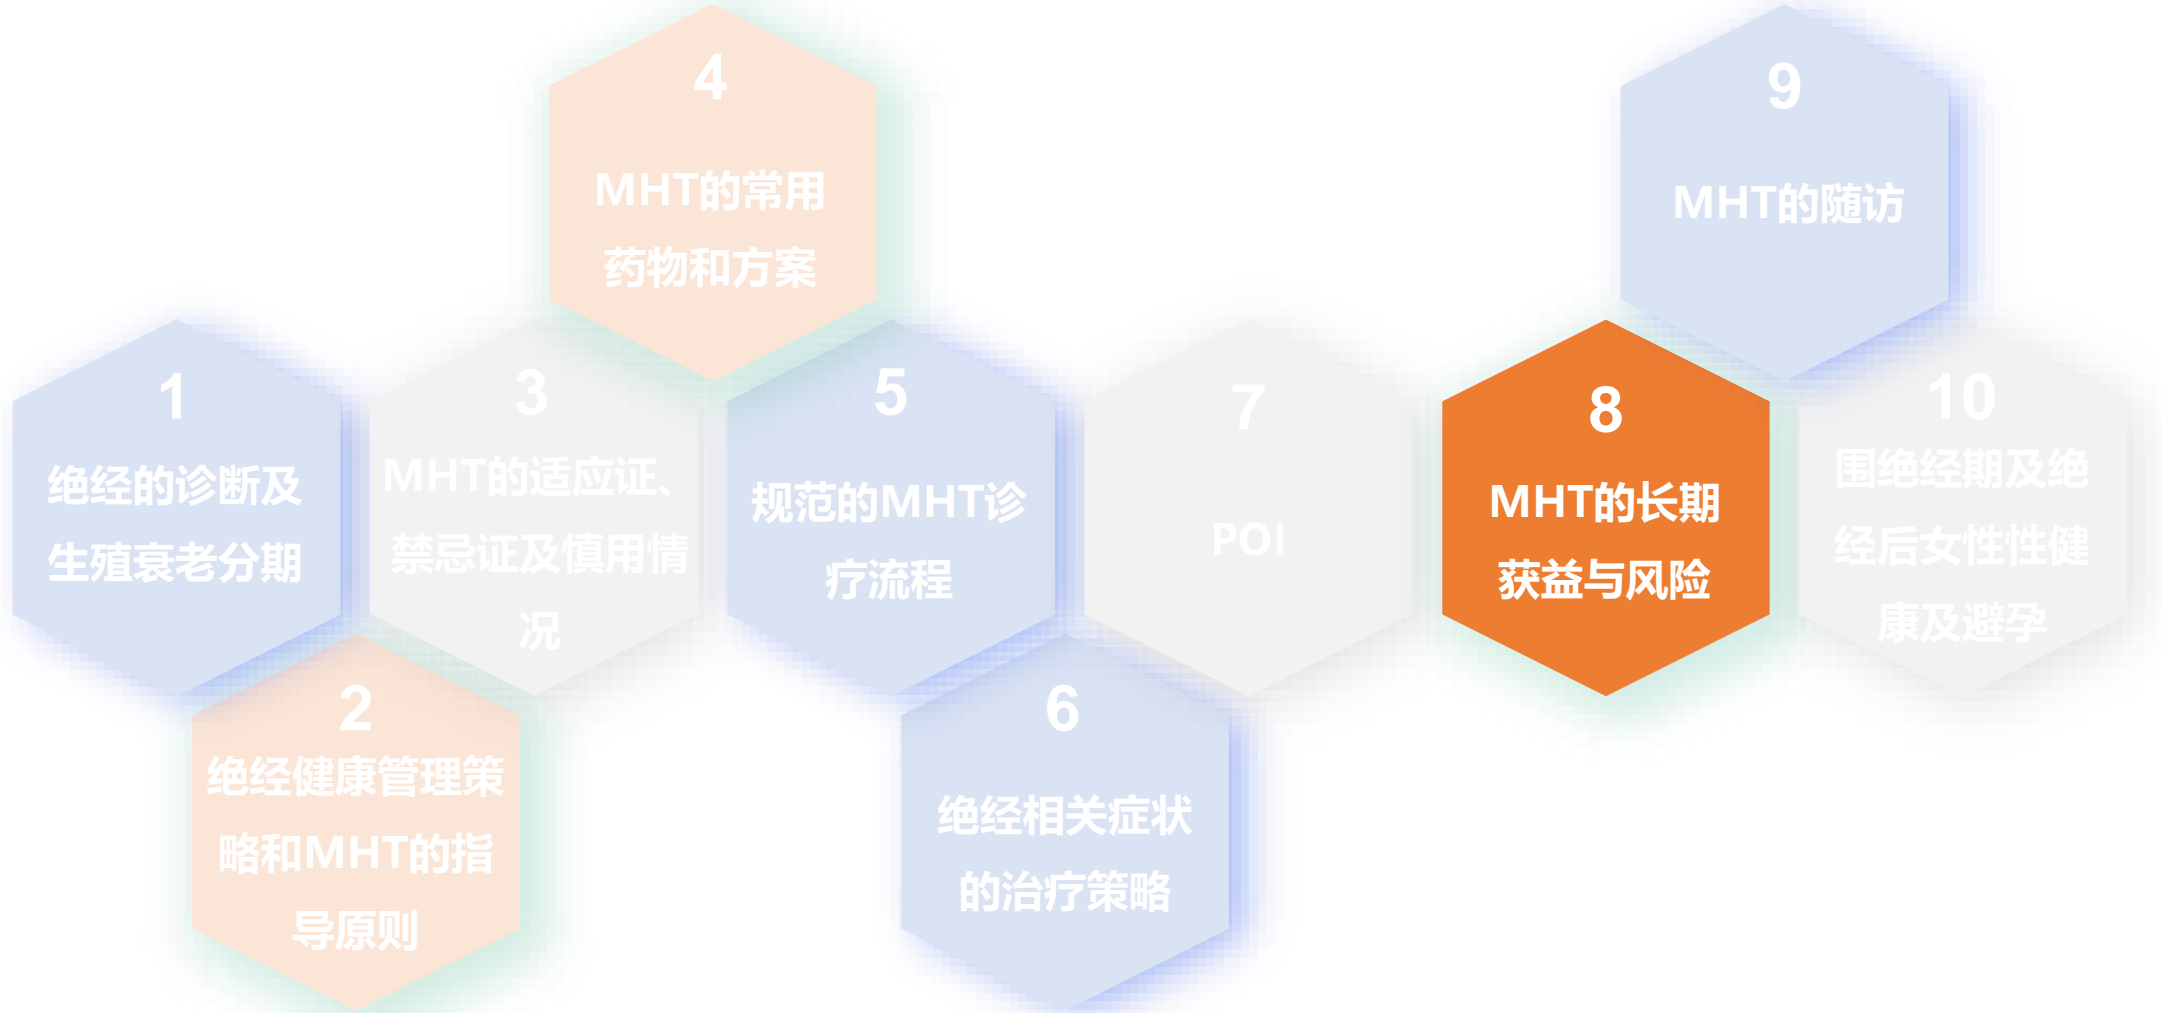 1
绝经的诊断及
生殖衰老分期
2
绝经健康管理策
略和MHT的指
导原则
3
MHT的适应证、
禁忌证及慎用情
况
4
MHT的常用
药物和方案
5
规范的MHT诊
疗流程
6
绝经相关症状
的治疗策略
7
POI
8
MHT的长期
获益与风险
9
MHT的随访
10
围绝经期及绝
经后女性性健
康及避孕